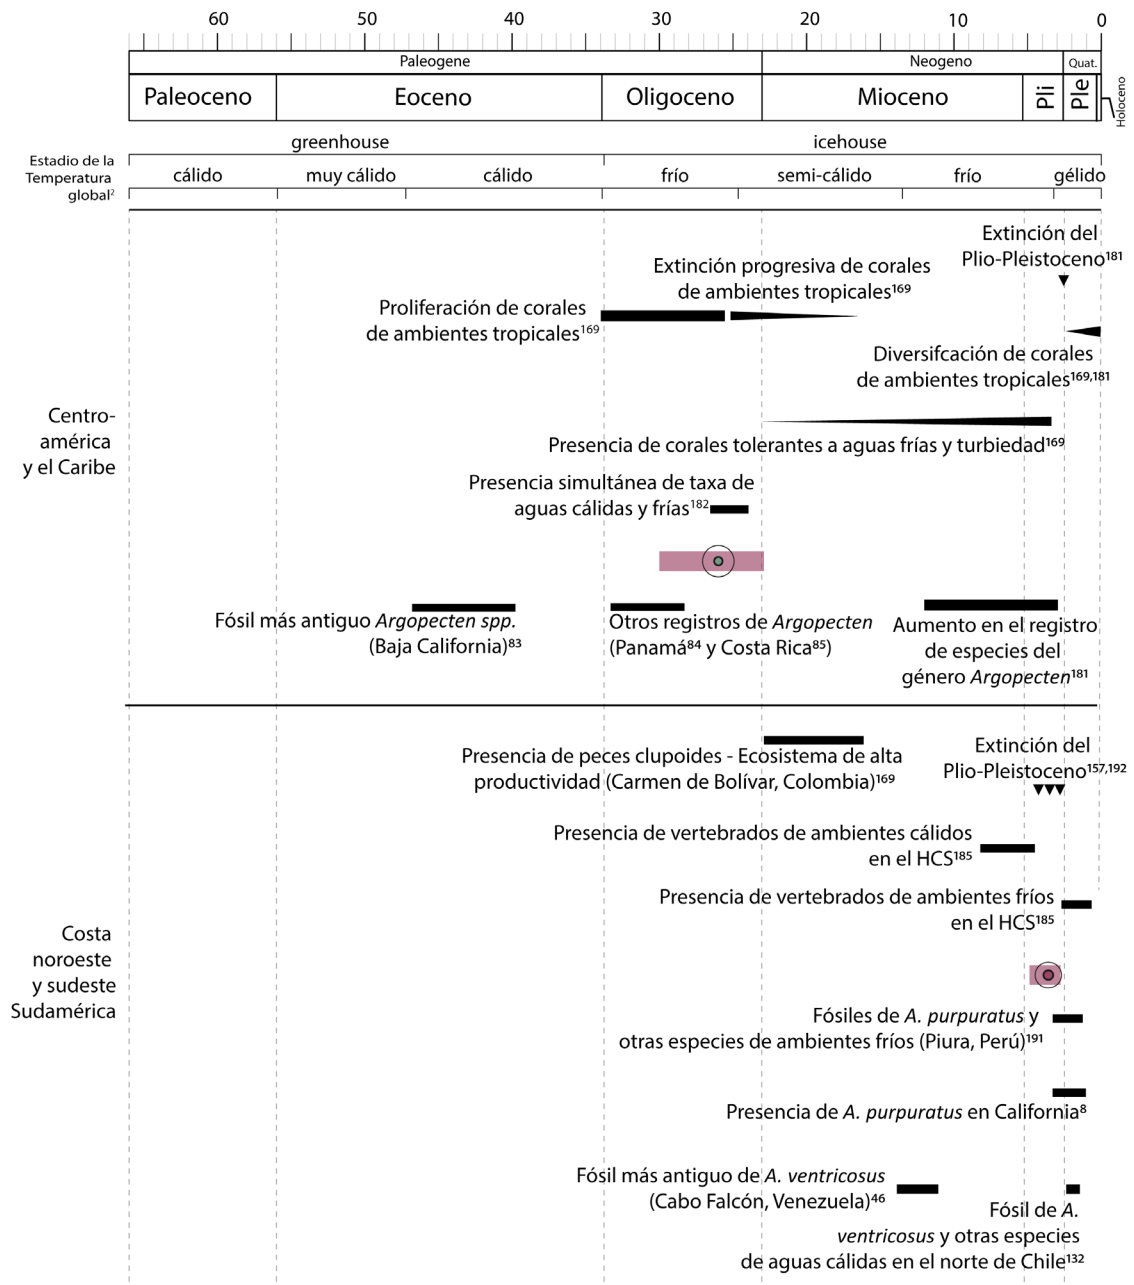 60 50 40 30 20 10 0
Paleogene Neogeno Quat.
Paleoceno Eoceno Oligoceno Mioceno Pli Ple Holoceno
greenhouse icehouse
Estadio de la
Temperatura
global²
cálido muy cálido cálido frío semi-cálido frío gélido
Extinción del
Plio-Pleistoceno¹⁸¹
Extinción progresiva de corales
de ambientes tropicales¹⁶⁹
Proliferación de corales
de ambientes tropicales¹⁶⁹
Diversifcación de corales
de ambientes tropicales¹⁶⁹,¹⁸¹
Centro-
américa
y el Caribe
Presencia de corales tolerantes a aguas frías y turbiedad¹⁶⁹
Presencia simultánea de taxa de
aguas cálidas y frías¹⁸²
Fósil más antiguo Argopecten spp.
(Baja California)⁸³
Otros registros de Argopecten
(Panamá⁸⁴ y Costa Rica⁸⁵)
Aumento en el registro
de especies del
género Argopecten¹⁸¹
Presencia de peces clupoides - Ecosistema de alta
productividad (Carmen de Bolívar, Colombia)¹⁶⁹
Extinción del
Plio-Pleistoceno¹⁵⁷,¹⁹²
Presencia de vertebrados de ambientes cálidos
en el HCS¹⁸⁵
Presencia de vertebrados de ambientes fríos
en el HCS¹⁸⁵
Costa
noroeste
y sudeste
Sudamérica
Fósiles de A. purpuratus y
otras especies de ambientes fríos (Piura, Perú)¹⁹¹
Presencia de A. purpuratus en California⁸
Fósil más antiguo de A. ventricosus
(Cabo Falcón, Venezuela)⁴⁶
Fósil de A.
ventricosus y otras especies
de aguas cálidas en el norte de Chile¹³²